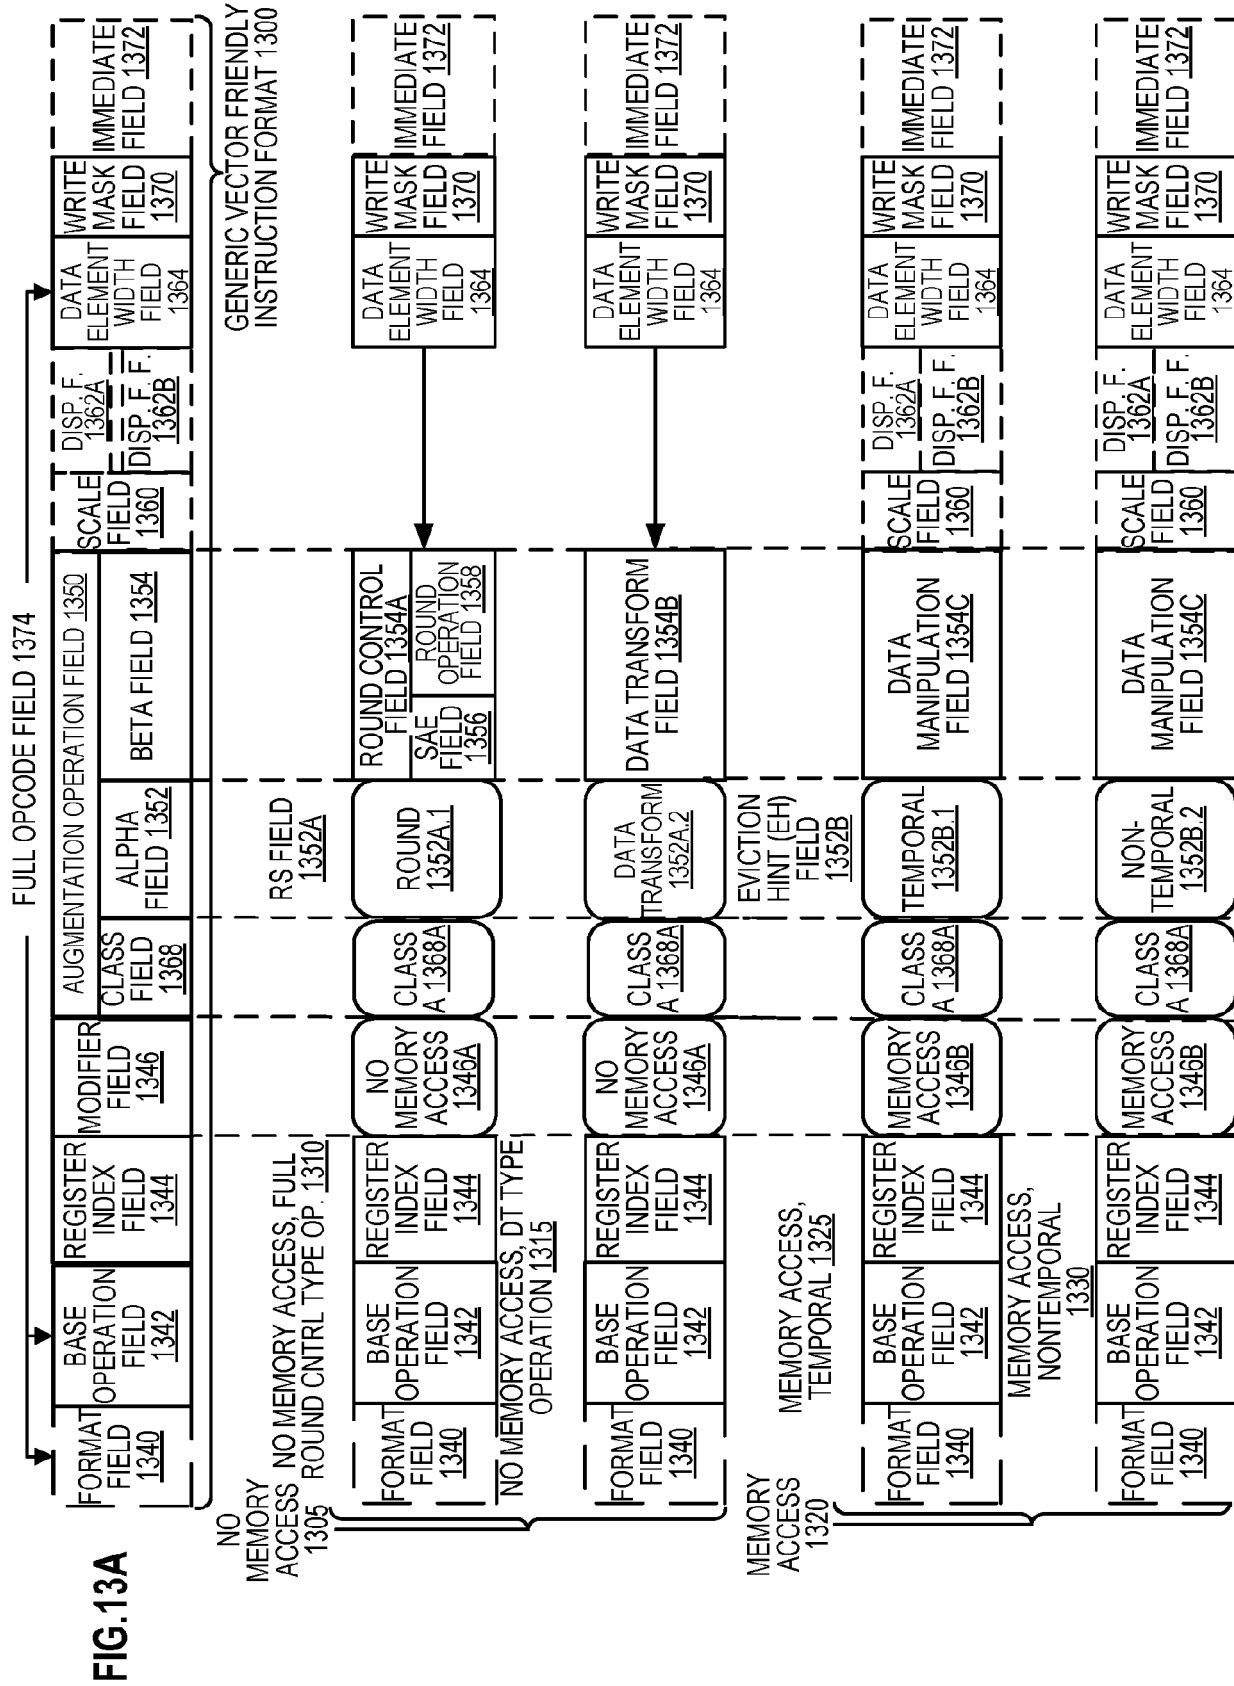 FIG.13A
FULL OPCODE FIELD 1374
FORMAT
FIELD
1340
BASE
OPERATION
FIELD
1342
REGISTER
INDEX
FIELD
1344
MODIFIER
FIELD
1346
AUGMENTATION OPERATION FIELD 1350
CLASS
FIELD
1368
ALPHA
FIELD 1352
BETA FIELD 1354
SCALE
FIELD
1360
DISP. F.
1362A
DISP. F. F.
1362B
DATA
ELEMENT
WIDTH
FIELD
1364
WRITE
MASK
FIELD
1370
IMMEDIATE
FIELD 1372
GENERIC VECTOR FRIENDLY
INSTRUCTION FORMAT 1300
NO
MEMORY
ACCESS
1305
NO MEMORY ACCESS, FULL
ROUND CNTRL TYPE OP. 1310
RS FIELD
1352A
FORMAT
FIELD
1340
BASE
OPERATION
FIELD
1342
REGISTER
INDEX
FIELD
1344
NO
MEMORY
ACCESS
1346A
CLASS
A 1368A
ROUND
1352A.1
ROUND CONTROL
FIELD 1354A
SAE
FIELD
1356
ROUND
OPERATION
FIELD 1358
DATA
ELEMENT
WIDTH
FIELD
1364
WRITE
MASK
FIELD
1370
IMMEDIATE
FIELD 1372
NO MEMORY ACCESS, DT TYPE
OPERATION 1315
FORMAT
FIELD
1340
BASE
OPERATION
FIELD
1342
REGISTER
INDEX
FIELD
1344
NO
MEMORY
ACCESS
1346A
CLASS
A 1368A
DATA
TRANSFORM
1352A.2
DATA TRANSFORM
FIELD 1354B
DATA
ELEMENT
WIDTH
FIELD
1364
WRITE
MASK
FIELD
1370
IMMEDIATE
FIELD 1372
MEMORY
ACCESS
1320
MEMORY ACCESS,
TEMPORAL 1325
EVICTION
HINT (EH)
FIELD
1352B
FORMAT
FIELD
1340
BASE
OPERATION
FIELD
1342
REGISTER
INDEX
FIELD
1344
MEMORY
ACCESS
1346B
CLASS
A 1368A
TEMPORAL
1352B.1
DATA
MANIPULATION
FIELD 1354C
SCALE
FIELD
1360
DISP. F.
1362A
DISP. F. F.
1362B
DATA
ELEMENT
WIDTH
FIELD
1364
WRITE
MASK
FIELD
1370
IMMEDIATE
FIELD 1372
MEMORY ACCESS,
NONTEMPORAL
1330
FORMAT
FIELD
1340
BASE
OPERATION
FIELD
1342
REGISTER
INDEX
FIELD
1344
MEMORY
ACCESS
1346B
CLASS
A 1368A
NON-
TEMPORAL
1352B.2
DATA
MANIPULATION
FIELD 1354C
SCALE
FIELD
1360
DISP. F.
1362A
DISP. F. F.
1362B
DATA
ELEMENT
WIDTH
FIELD
1364
WRITE
MASK
FIELD
1370
IMMEDIATE
FIELD 1372